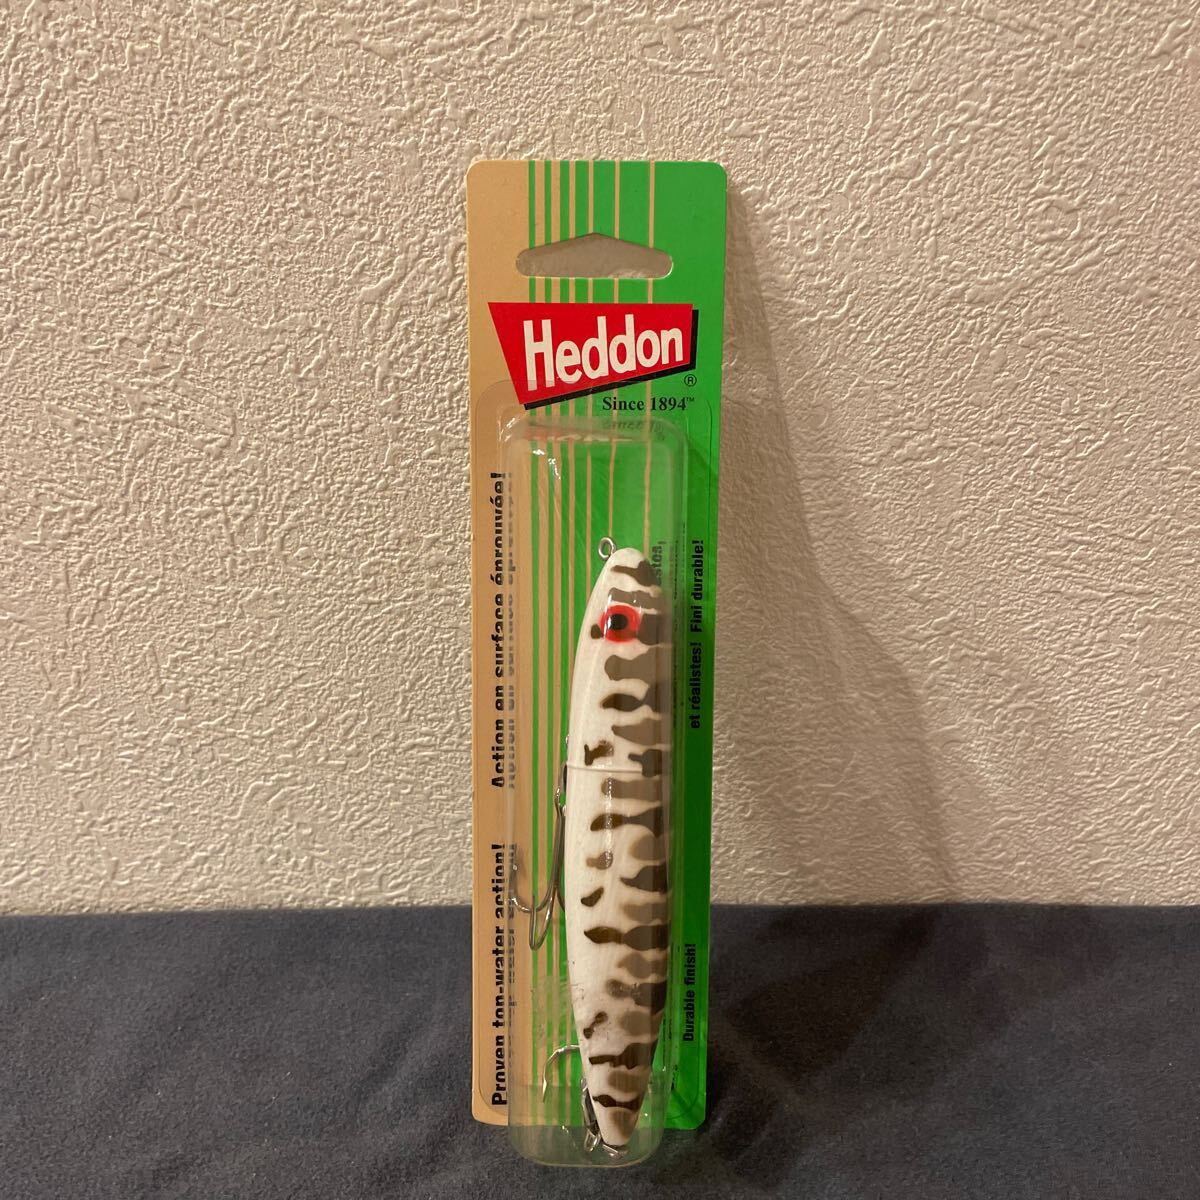 Heddon
®
Since 1894™
Action en surface éprouvée!
Proven top-water action!
et réalistes! Fini durable!
Durable finish!